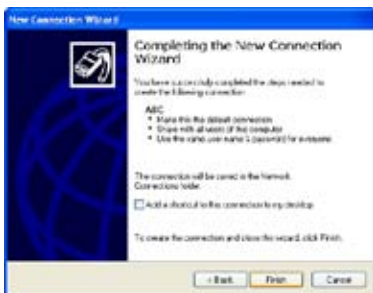 New Connection Wizard
Completing the New Connection
Wizard
You have successfully completed the steps needed to
create the following connection:
ABC
• Make this the default connection
• Share with all users of this computer
• Use the same user name & password for everyone
The connection will be saved in the Network
Connections folder.
Add a shortcut to this connection to my desktop
To create the connection and close this wizard, click Finish.
< Back
Finish
Cancel